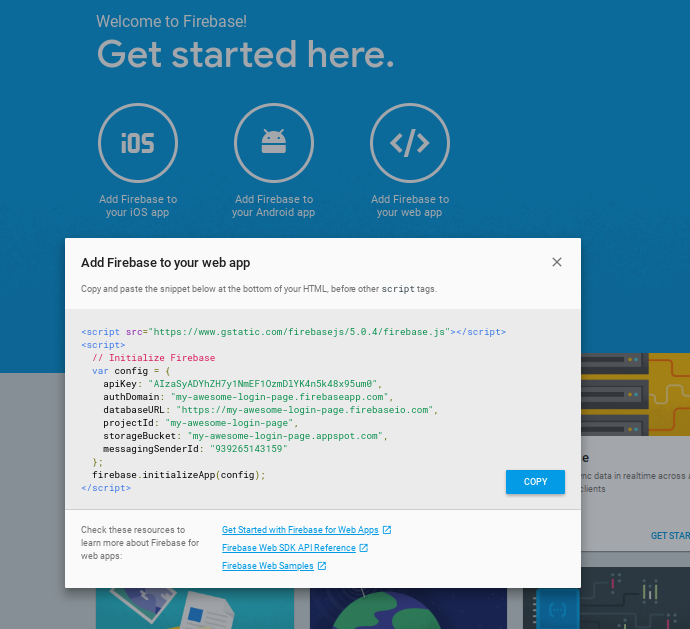 Welcome to Firebase!
Get started here.
iOS
</>
Add Firebase to
your iOS app
Add Firebase to
your Android app
Add Firebase to
your web app
Add Firebase to your web app
Copy and paste the snippet below at the bottom of your HTML, before other script tags.
<script src="https://www.gstatic.com/firebasejs/5.0.4/firebase.js"></script>
<script>
// Initialize Firebase
var config = {
apiKey: "AIzaSyADYhZH7y1NmEF1OzmDlYK4n5k48x95um0",
authDomain: "my-awesome-login-page.firebaseapp.com",
databaseURL: "https://my-awesome-login-page.firebaseio.com",
projectId: "my-awesome-login-page",
storageBucket: "my-awesome-login-page.appspot.com",
messagingSenderId: "939265143159"
};
firebase.initializeApp(config);
</script>
COPY
Check these resources to
learn more about Firebase for
web apps:
Get Started with Firebase for Web Apps
Firebase Web SDK API Reference
Firebase Web Samples
e
nc data in realtime across a
clients
GET STAR
{··}